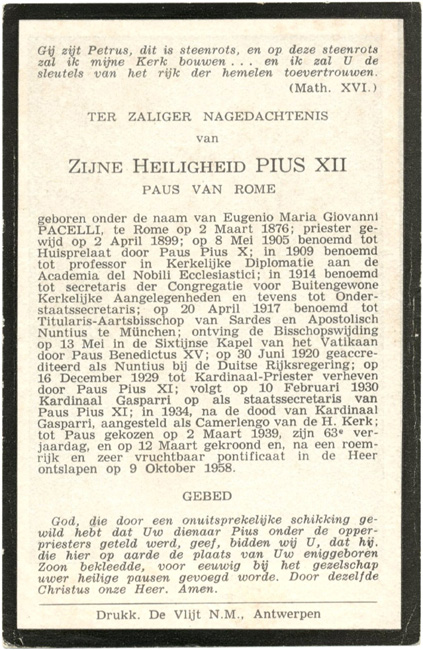 Gij zijt Petrus, dit is steenrots, en op deze steenrots
zal ik mijne Kerk bouwen . . . en ik zal U de
sleutels van het rijk der hemelen toevertrouwen.
(Math. XVI.)
TER ZALIGER NAGEDACHTENIS
van
ZIJNE HEILIGHEID PIUS XII
PAUS VAN ROME
geboren onder de naam van Eugenio Maria Giovanni
PACELLI, te Rome op 2 Maart 1876; priester ge-
wijd op 2 April 1899; op 8 Mei 1905 benoemd tot
Huisprelaat door Paus Pius X; in 1909 benoemd
tot professor in Kerkelijke Diplomatie aan de
Academia del Nobili Ecclesiastici; in 1914 benoemd
tot secretaris der Congregatie voor Buitengewone
Kerkelijke Aangelegenheden en tevens tot Onder-
staatssecretaris; op 20 April 1917 benoemd tot
Titularis-Aartsbisschop van Sardes en Apostolisch
Nuntius te München; ontving de Bisschopswijding
op 13 Mei in de Sixtijnse Kapel van het Vatikaan
door Paus Benedictus XV; op 30 Juni 1920 geaccre-
diteerd als Nuntius bij de Duitse Rijksregering; op
16 December 1929 tot Kardinaal-Priester verheven
door Paus Pius XI; volgt op 10 Februari 1930
Kardinaal Gasparri op als staatssecretaris van
Paus Pius XI; in 1934, na de dood van Kardinaal
Gasparri, aangesteld als Camerlengo van de H. Kerk;
tot Paus gekozen op 2 Maart 1939, zijn 63e ver-
jaardag, en op 12 Maart gekroond en, na een roem-
rijk en zeer vruchtbaar pontificaat in de Heer
ontslapen op 9 Oktober 1958.
GEBED
God, die door een onuitsprekelijke schikking ge-
wild hebt dat Uw dienaar Pius onder de opper-
priesters geteld werd, geef, bidden wij U, dat hij,
die hier op aarde de plaats van Uw eniggeboren
Zoon bekleedde, voor eeuwig bij het gezelschap
uwer heilige pausen gevoegd worde. Door dezelfde
Christus onze Heer. Amen.
Drukk. De Vlijt N.M., Antwerpen